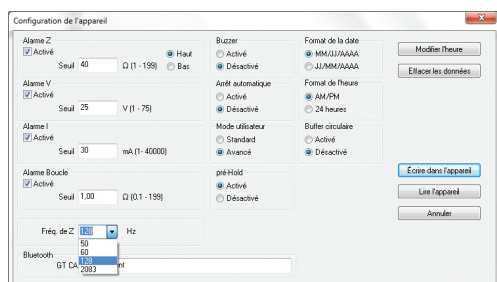 Configuration de l'appareil
Alarme Z
Activé
Haut
Seuil 40 Ω (1 - 199) Bas
Alarme V
Activé
Seuil 25 V (1 - 75)
Alarme I
Activé
Seuil 30 mA (1- 40000)
Alarme Boucle
Activé
Seuil 1,00 Ω (0.1 - 199)
Fréq. de Z 128 Hz
50
60
128
2083
Bluetooth
GT CA
Buzzer
Activé
Désactivé
Arrêt automatique
Activé
Désactivé
Mode utilisateur
Standard
Avancé
pré-Hold
Activé
Désactivé
Format de la date
MM/JJ/AAAA
JJ/MM/AAAA
Format de l'heure
AM/PM
24 heures
Buffer circulaire
Activé
Désactivé
Modifier l'heure
Effacer les données
Écrire dans l'appareil
Lire l'appareil
Annuler